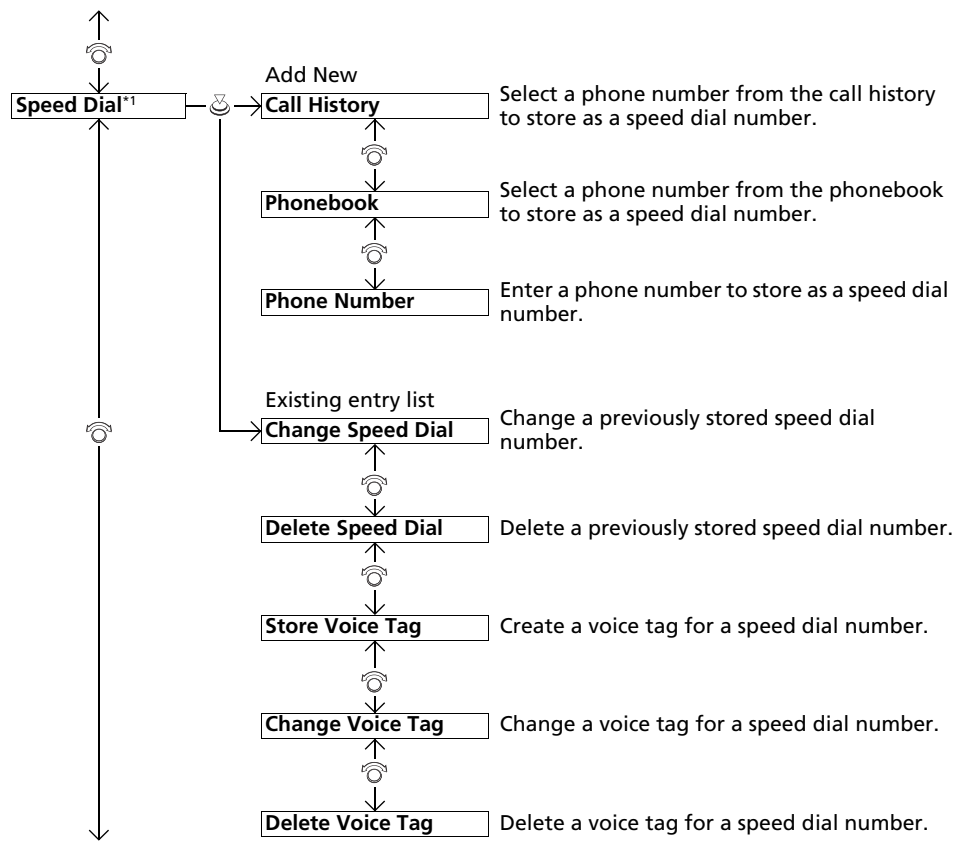 Add New
Speed Dial*1
Call History
Select a phone number from the call history
to store as a speed dial number.
Phonebook
Select a phone number from the phonebook
to store as a speed dial number.
Phone Number
Enter a phone number to store as a speed dial
number.
Existing entry list
Change Speed Dial
Change a previously stored speed dial
number.
Delete Speed Dial
Delete a previously stored speed dial number.
Store Voice Tag
Create a voice tag for a speed dial number.
Change Voice Tag
Change a voice tag for a speed dial number.
Delete Voice Tag
Delete a voice tag for a speed dial number.